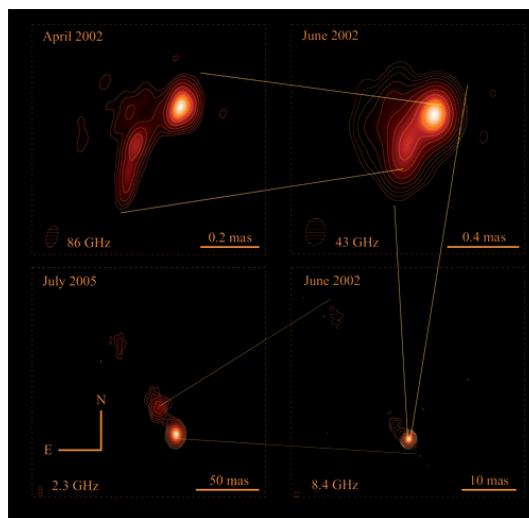 April 2002
86 GHz
0.2 mas
June 2002
43 GHz
0.4 mas
July 2005
N
E
2.3 GHz
50 mas
June 2002
8.4 GHz
10 mas